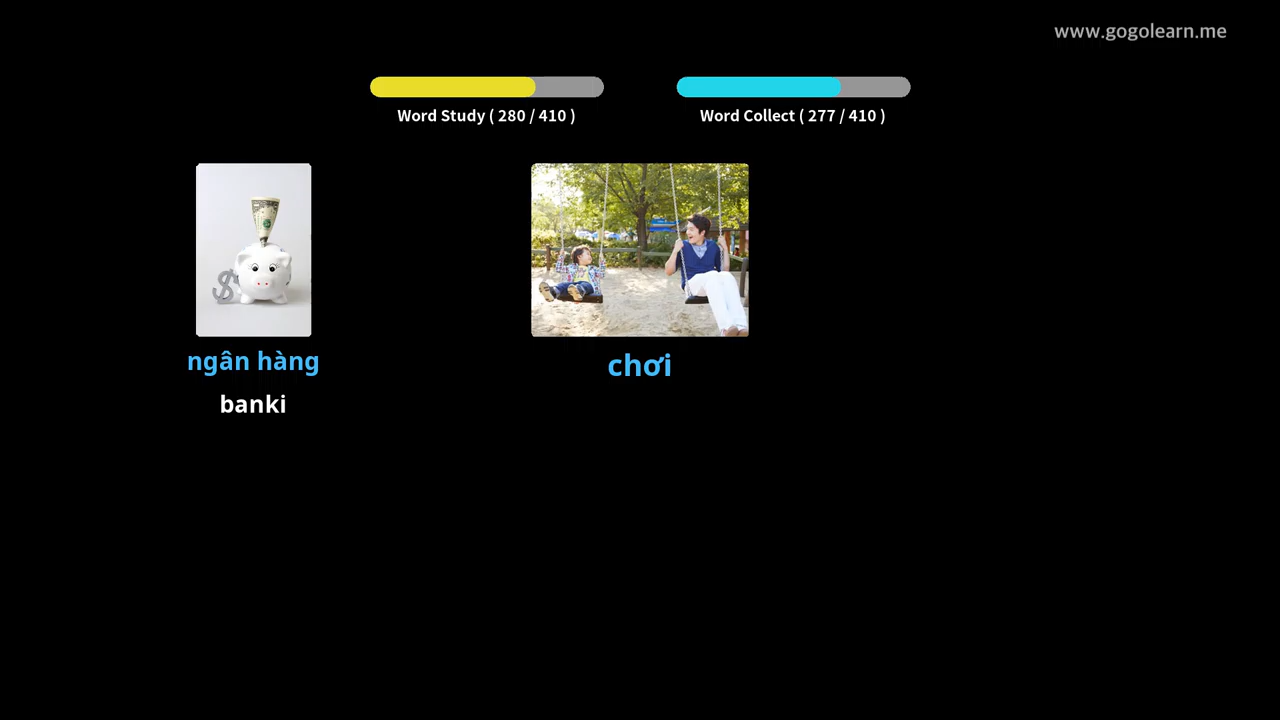 www.gogolearn.me
Word Study ( 280 / 410 )
Word Collect ( 277 / 410 )
ngân hàng
banki
chơi